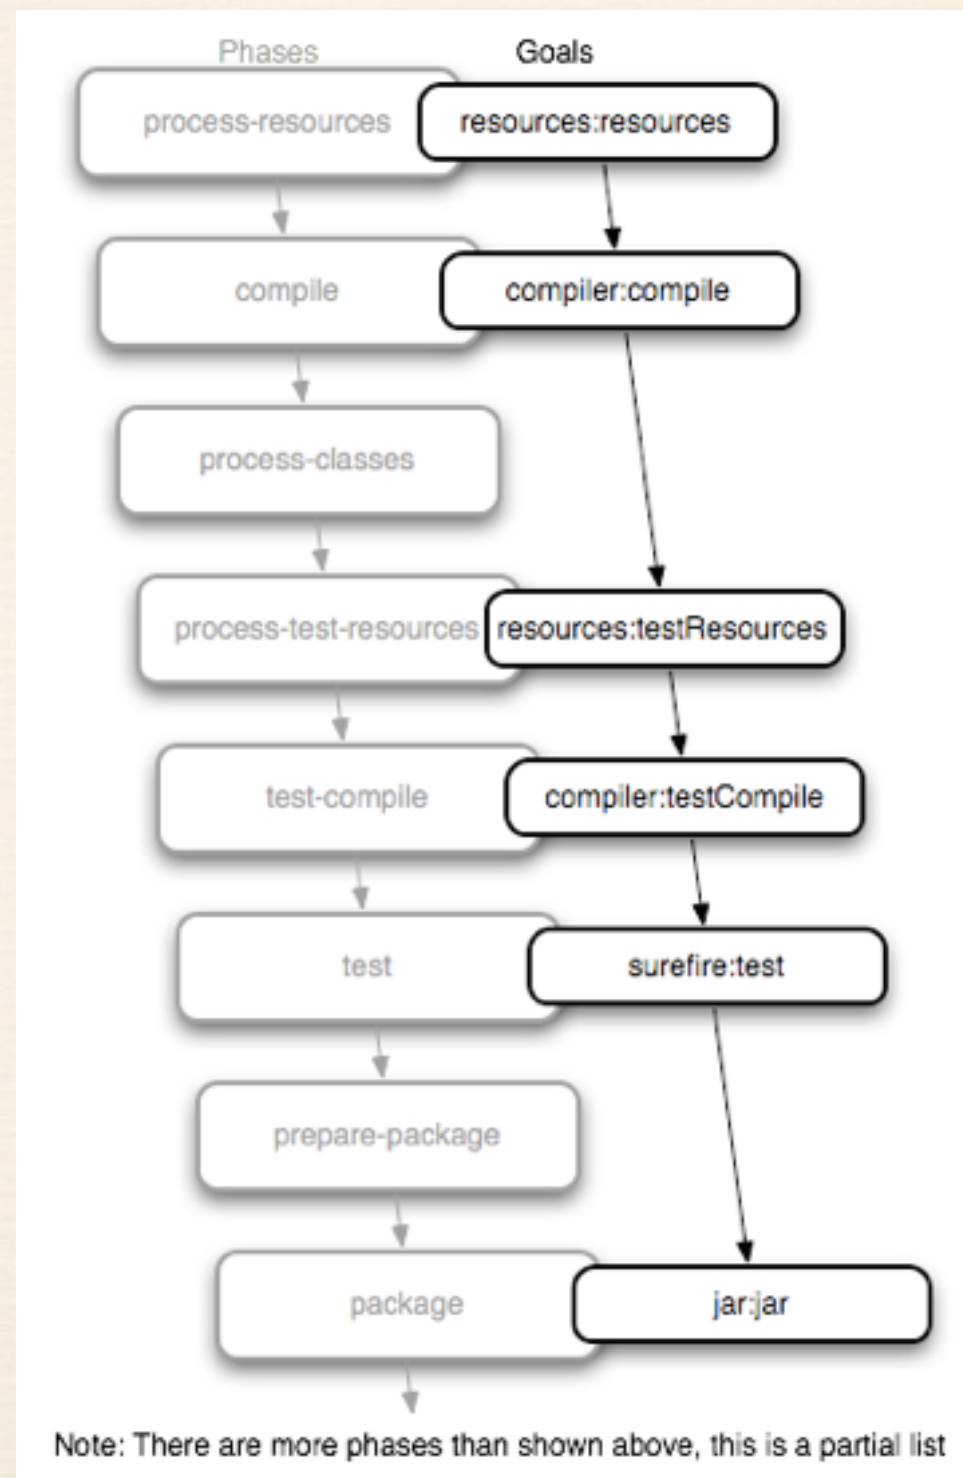 Phases Goals
process-resources resources:resources
compile compiler:compile
process-classes
process-test-resources resources:testResources
test-compile compiler:testCompile
test surefire:test
prepare-package
package jar:jar
Note: There are more phases than shown above, this is a partial list